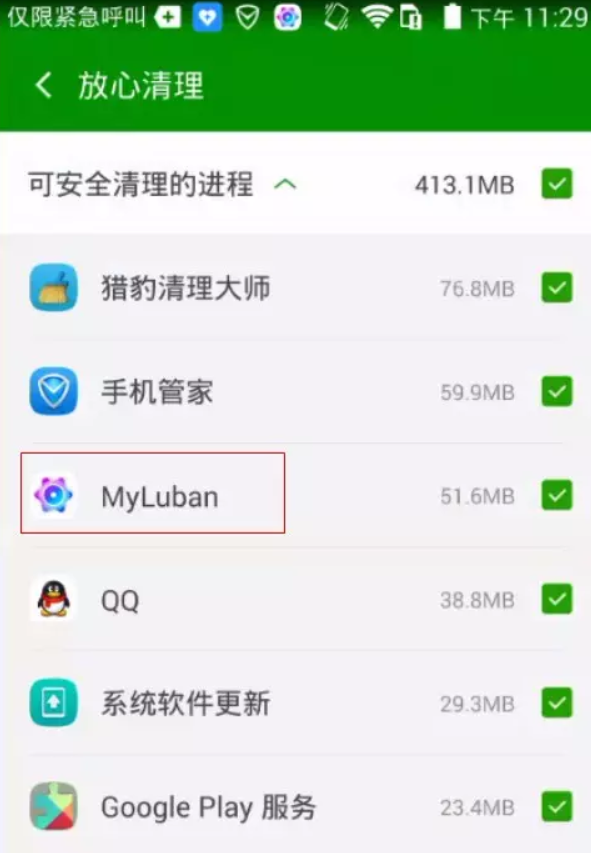 仅限紧急呼叫 下午 11:29
放心清理
可安全清理的进程 413.1MB
猎豹清理大师 76.8MB
手机管家 59.9MB
MyLuban 51.6MB
QQ 38.8MB
系统软件更新 29.3MB
Google Play 服务 23.4MB